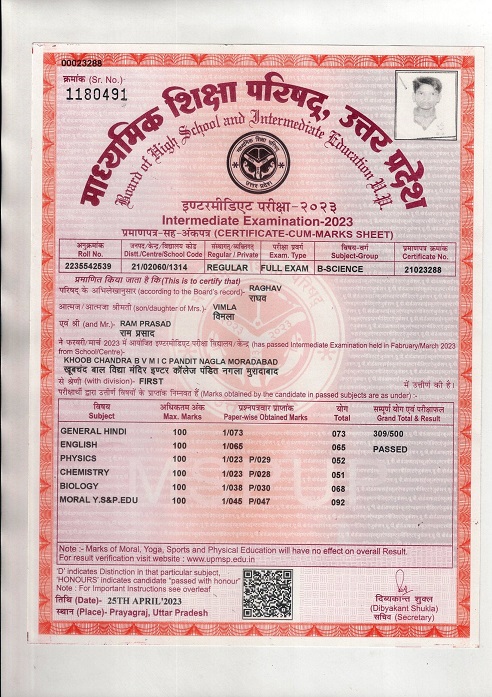 00023288
क्रमांक (Sr. No.)
1180491
माध्यमिक शिक्षा परिषद्, उत्तर प्रदेश
Board of High School and Intermediate Education U.P.
इण्टरमीडिएट परीक्षा-२०२३
Intermediate Examination-2023
प्रमाणपत्र-सह-अंकपत्र (CERTIFICATE-CUM-MARKS SHEET)
अनुक्रमांक जनपद/केन्द्र/विद्यालय कोड संस्थागत/व्यक्तिगत परीक्षा प्रवर्ग विषय-वर्ग प्रमाणपत्र क्रमांक
Roll No. Distt./Centre/School Code Regular / Private Exam. Type Subject-Group Certificate No.
2235542539 21/02060/1314 REGULAR FULL EXAM B-SCIENCE 21023288
प्रमाणित किया जाता है कि(This is to certify that)
परिषद् के अभिलेखानुसार (according to the Board's record)- RAGHAV
राघव
आत्मज/आत्मजा श्रीमती (son/daughter of Mrs.)- VIMLA
विमला
एवं श्री (and Mr.)- RAM PRASAD
राम प्रसाद
ने फरवरी/मार्च 2023 में आयोजित इण्टरमीडिएट परीक्षा विद्यालय/केन्द्र (has passed Intermediate Examination held in Fabruary/March 2023
from School/Centre)-
KHOOB CHANDRA B V M I C PANDIT NAGLA MORADABAD
खूबचंद बाल विद्या मंदिर इण्टर कॉलेज पंडित नगला मुरादाबाद
से श्रेणी (with division)- FIRST में उत्तीर्ण की है।
परीक्षार्थी द्वारा उत्तीर्ण विषयों के प्राप्तांक निम्नवत हैं (Marks obtained by the candidate in passed subjects are as under) :-
विषय अधिकतम अंक प्रश्नपत्रवार प्राप्तांक योग सम्पूर्ण योग एवं परीक्षाफल
Subject Max. Marks Paper-wise Obtained Marks Total Grand Total & Result
GENERAL HINDI 100 1/073 073 309/500
ENGLISH 100 1/065 065 PASSED
PHYSICS 100 1/023 P/029 052
CHEMISTRY 100 1/023 P/028 051
BIOLOGY 100 1/038 P/030 068
MORAL Y.S&P.EDU 100 1/045 P/047 092
Note :- Marks of Moral, Yoga, Sports and Physical Education will have no effect on overall Result.
For result verification visit website : www.upmsp.edu.in
'D' indicates Distinction in that particular subject,
'HONOURS' indicates candidate "passed with honour"
Note :- For Important Instructions see overleaf
तिथि (Date)- 25TH APRIL'2023
स्थान (Place)- Prayagraj, Uttar Pradesh
दिब्यकान्त शुक्ल
(Dibyakant Shukla)
सचिव (Secretary)